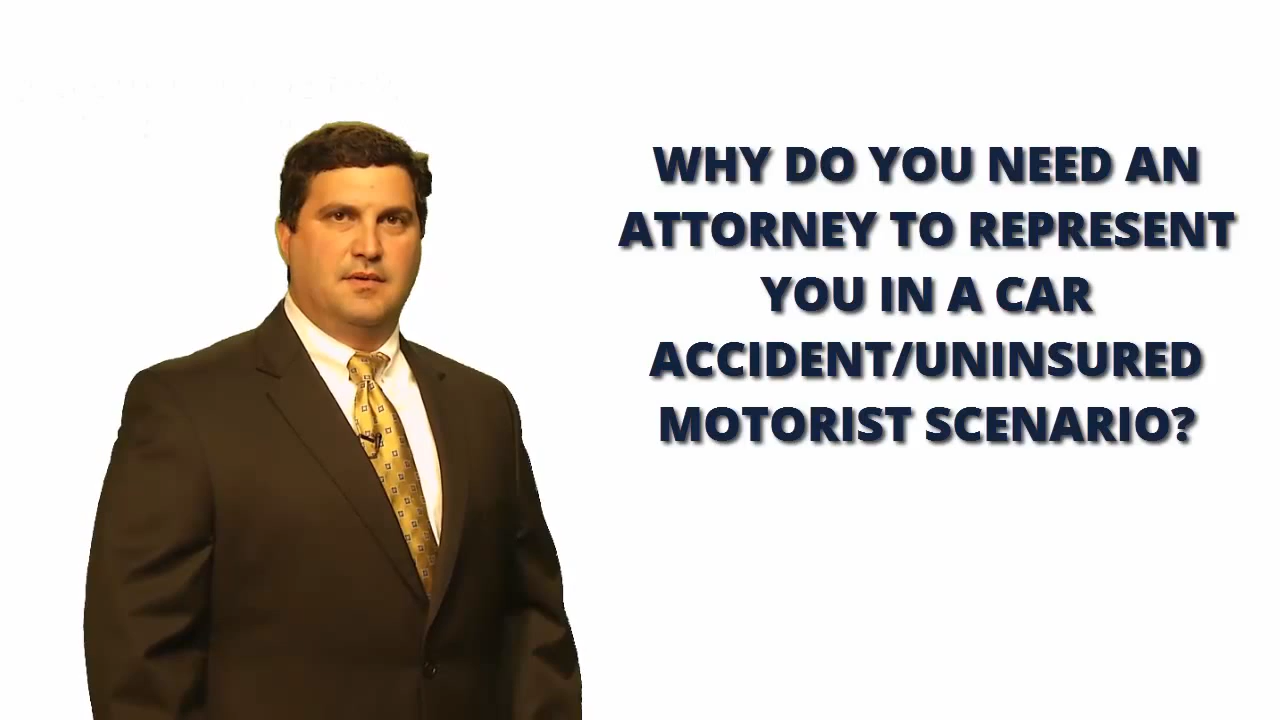 WHY DO YOU NEED AN
ATTORNEY TO REPRESENT
YOU IN A CAR
ACCIDENT/UNINSURED
MOTORIST SCENARIO?